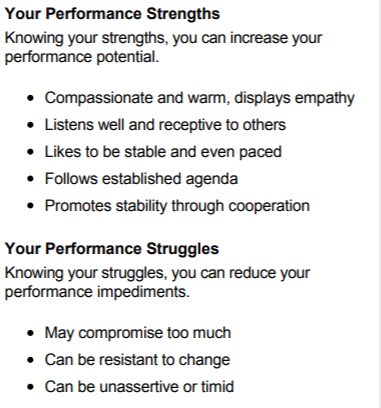 Your Performance Strengths
Knowing your strengths, you can increase your
performance potential.
• Compassionate and warm, displays empathy
• Listens well and receptive to others
• Likes to be stable and even paced
• Follows established agenda
• Promotes stability through cooperation
Your Performance Struggles
Knowing your struggles, you can reduce your
performance impediments.
• May compromise too much
• Can be resistant to change
• Can be unassertive or timid